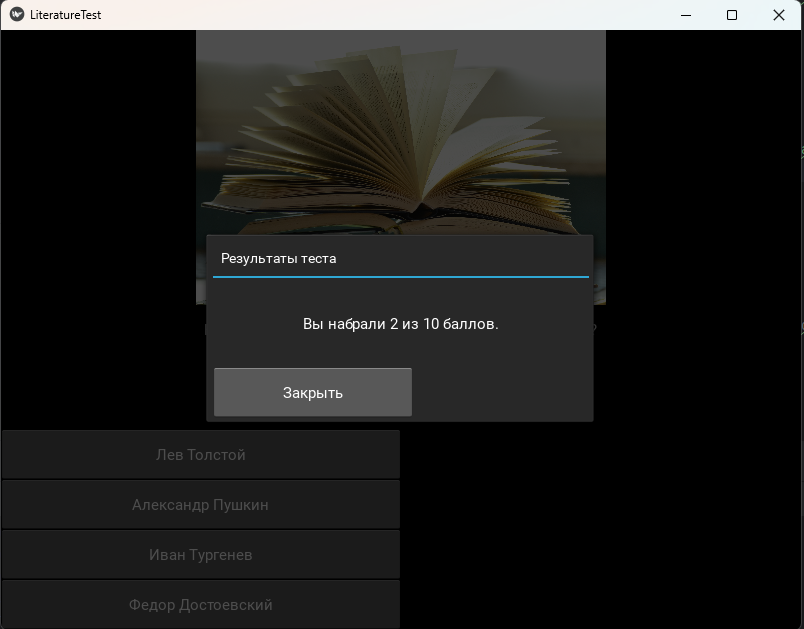 LiteratureTest
Результаты теста
Вы набрали 2 из 10 баллов.
Закрыть
Лев Толстой
Александр Пушкин
Иван Тургенев
Федор Достоевский